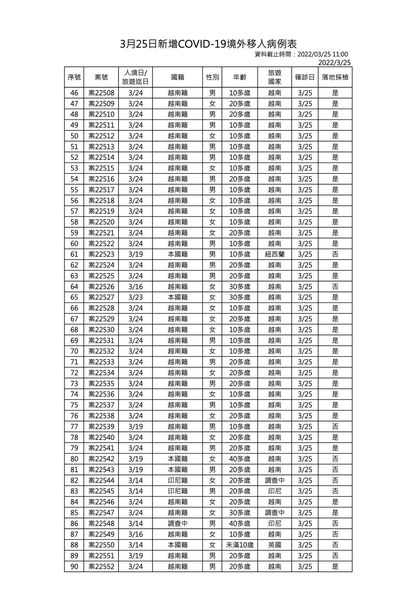 3月25日新增COVID-19境外移入病例表
資料截止時間：2022/03/25 11:00
2022/3/25
序號 案號 入境日/旅遊迄日 國籍 性別 年齡 旅遊國家 確診日 落地採檢
46 案22508 3/24 越南籍 男 10多歲 越南 3/25 是
47 案22509 3/24 越南籍 女 20多歲 越南 3/25 是
48 案22510 3/24 越南籍 男 20多歲 越南 3/25 是
49 案22511 3/24 越南籍 男 10多歲 越南 3/25 是
50 案22512 3/24 越南籍 女 10多歲 越南 3/25 是
51 案22513 3/24 越南籍 男 10多歲 越南 3/25 是
52 案22514 3/24 越南籍 男 10多歲 越南 3/25 是
53 案22515 3/24 越南籍 女 20多歲 越南 3/25 是
54 案22516 3/24 越南籍 男 20多歲 越南 3/25 是
55 案22517 3/24 越南籍 男 10多歲 越南 3/25 是
56 案22518 3/24 越南籍 女 10多歲 越南 3/25 是
57 案22519 3/24 越南籍 女 10多歲 越南 3/25 是
58 案22520 3/24 越南籍 女 10多歲 越南 3/25 是
59 案22521 3/24 越南籍 女 20多歲 越南 3/25 是
60 案22522 3/24 越南籍 男 10多歲 越南 3/25 是
61 案22523 3/19 本國籍 男 10多歲 紐西蘭 3/25 否
62 案22524 3/24 越南籍 男 20多歲 越南 3/25 是
63 案22525 3/24 越南籍 男 20多歲 越南 3/25 是
64 案22526 3/16 越南籍 女 30多歲 越南 3/25 否
65 案22527 3/23 本國籍 女 30多歲 越南 3/25 是
66 案22528 3/24 越南籍 女 10多歲 越南 3/25 是
67 案22529 3/24 越南籍 女 20多歲 越南 3/25 是
68 案22530 3/24 越南籍 女 10多歲 越南 3/25 是
69 案22531 3/24 越南籍 男 10多歲 越南 3/25 是
70 案22532 3/24 越南籍 女 10多歲 越南 3/25 是
71 案22533 3/24 越南籍 男 20多歲 越南 3/25 是
72 案22534 3/24 越南籍 女 20多歲 越南 3/25 是
73 案22535 3/24 越南籍 男 20多歲 越南 3/25 是
74 案22536 3/24 越南籍 女 10多歲 越南 3/25 是
75 案22537 3/24 越南籍 男 10多歲 越南 3/25 是
76 案22538 3/24 越南籍 女 20多歲 越南 3/25 是
77 案22539 3/19 越南籍 男 10多歲 越南 3/25 否
78 案22540 3/24 越南籍 女 20多歲 越南 3/25 是
79 案22541 3/24 越南籍 男 20多歲 越南 3/25 是
80 案22542 3/19 本國籍 女 40多歲 越南 3/25 否
81 案22543 3/19 本國籍 男 20多歲 越南 3/25 否
82 案22544 3/14 印尼籍 女 20多歲 調查中 3/25 否
83 案22545 3/14 印尼籍 男 20多歲 印尼 3/25 否
84 案22546 3/24 越南籍 女 20多歲 越南 3/25 是
85 案22547 3/24 越南籍 女 30多歲 調查中 3/25 是
86 案22548 3/14 調查中 男 40多歲 印尼 3/25 否
87 案22549 3/16 越南籍 女 10多歲 越南 3/25 否
88 案22550 3/14 本國籍 女 未滿10歲 英國 3/25 否
89 案22551 3/19 越南籍 男 20多歲 越南 3/25 否
90 案22552 3/24 越南籍 男 20多歲 越南 3/25 是